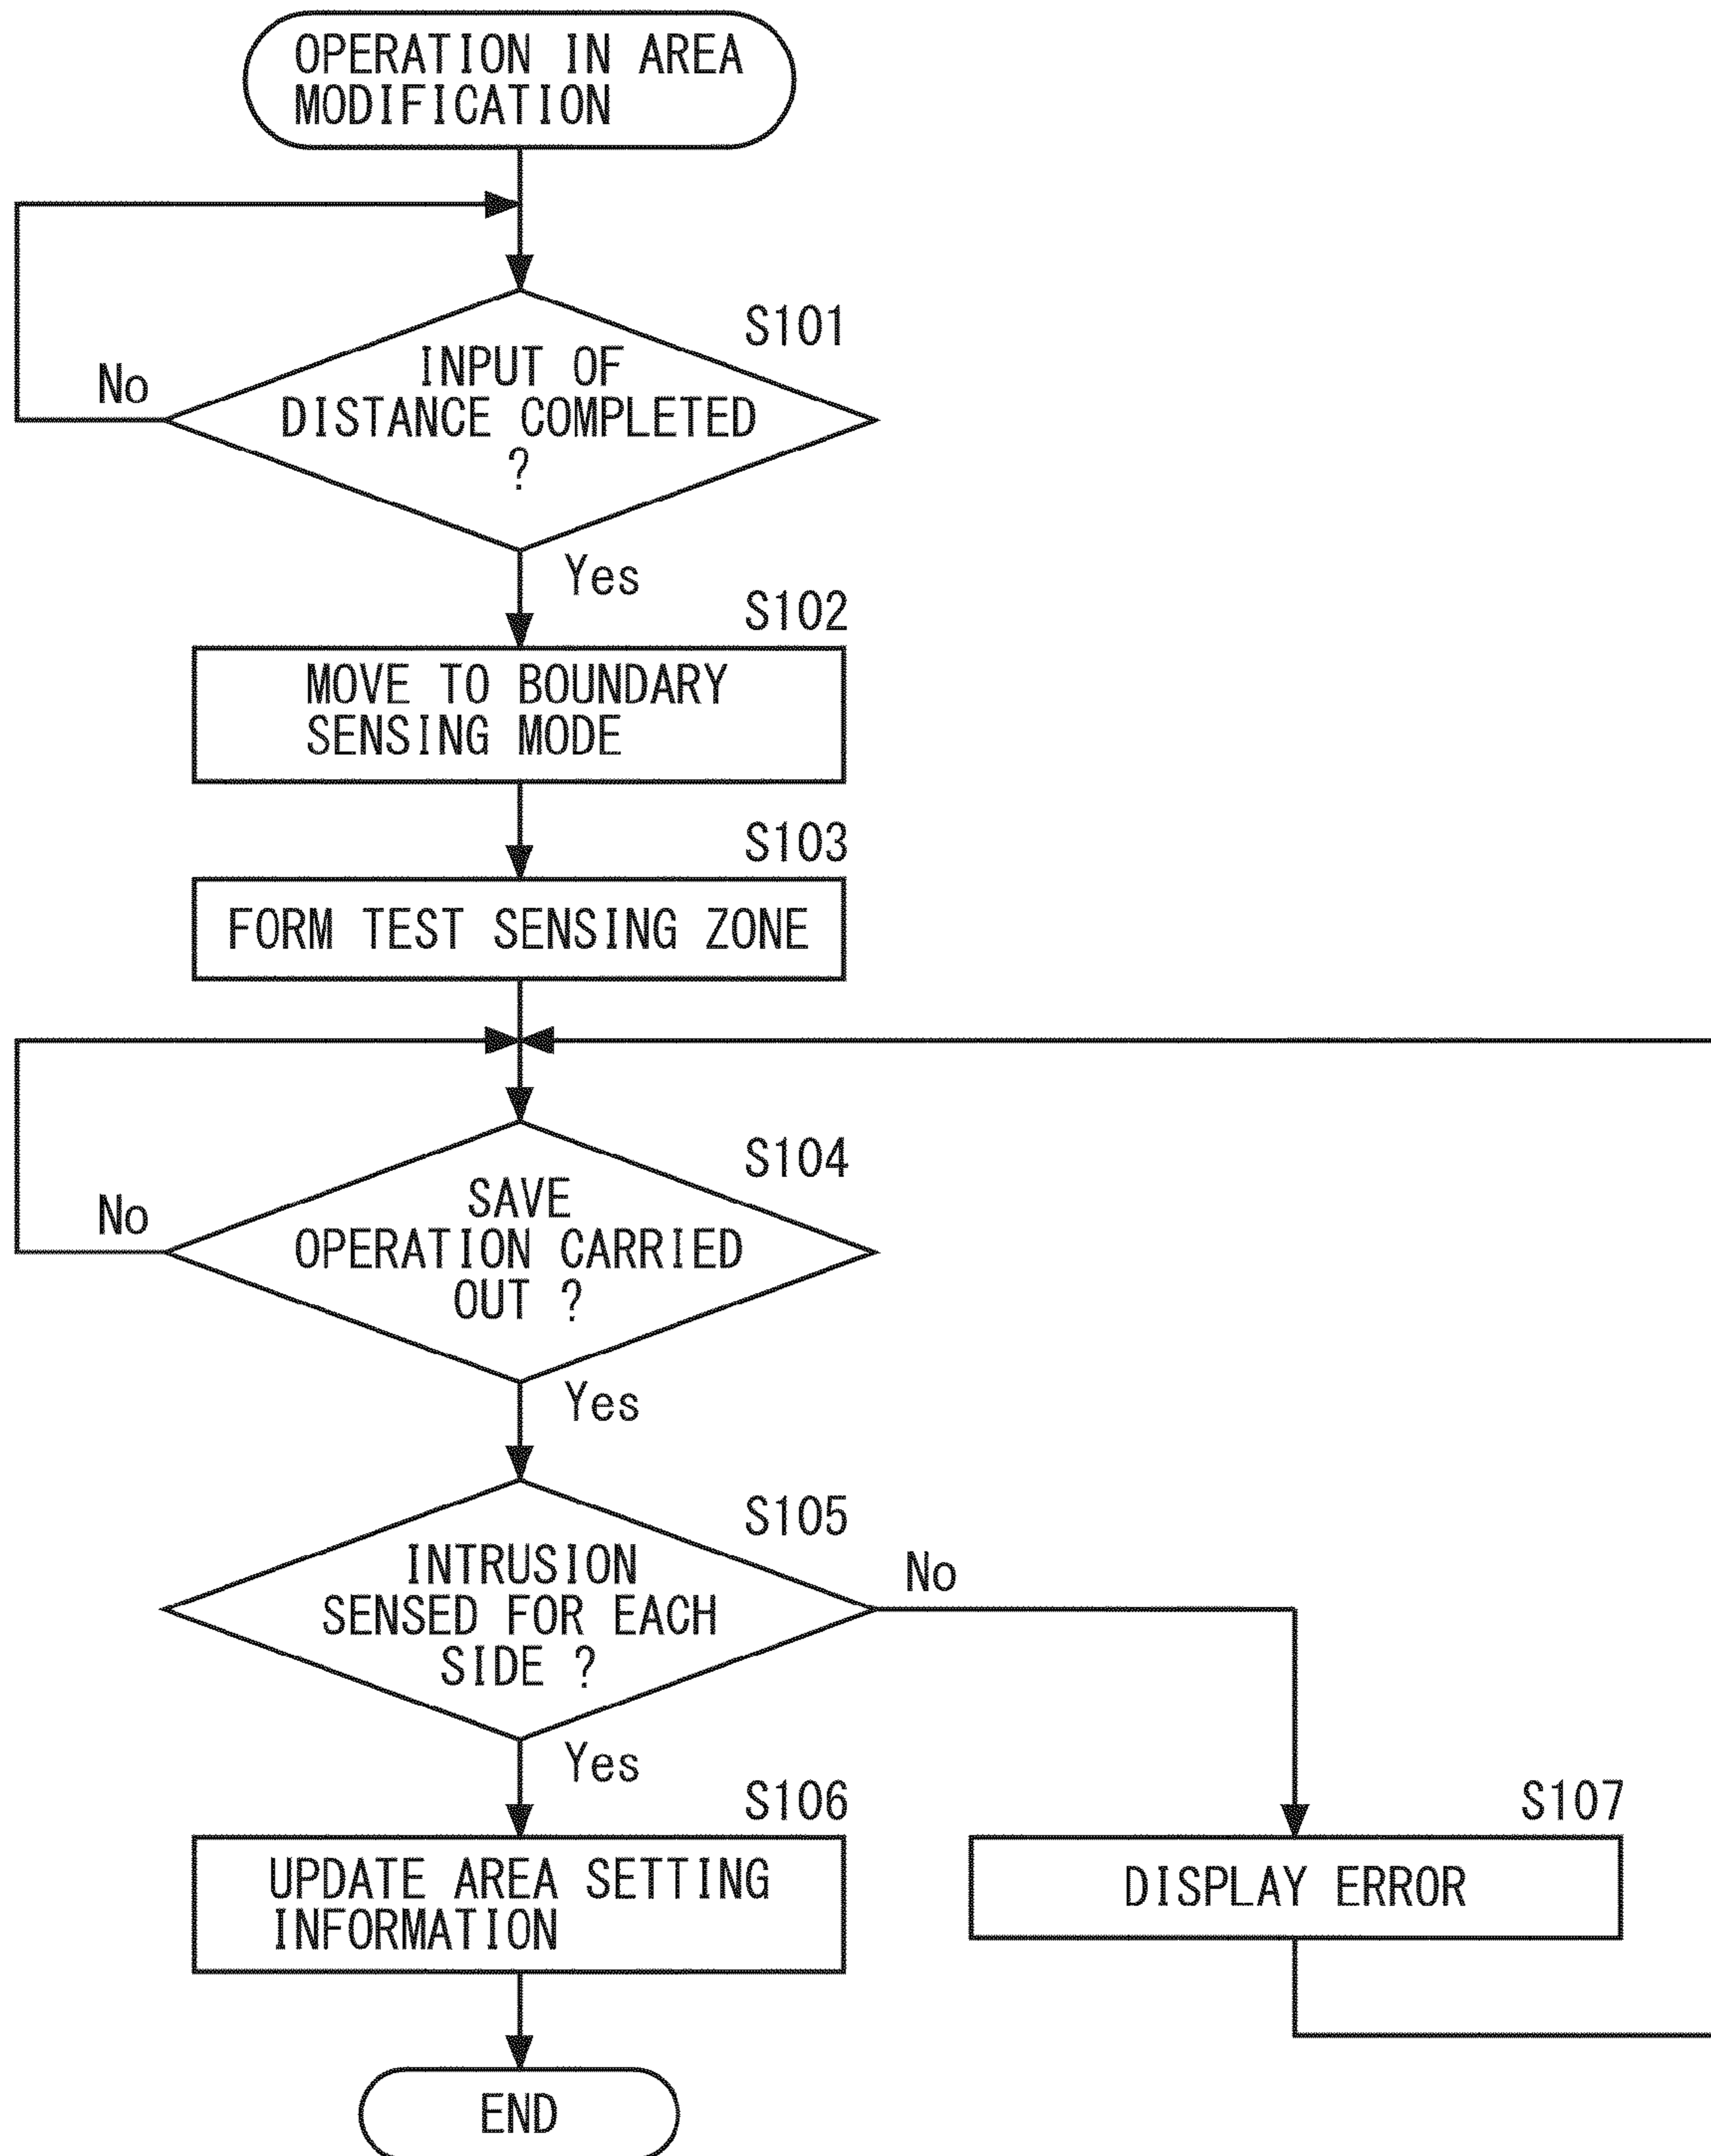 OPERATION IN AREA
MODIFICATION
S101
INPUT OF
DISTANCE COMPLETED
?
No
Yes
S102
MOVE TO BOUNDARY
SENSING MODE
S103
FORM TEST SENSING ZONE
S104
SAVE
OPERATION CARRIED
OUT ?
No
Yes
S105
INTRUSION
SENSED FOR EACH
SIDE ?
No
Yes
S106
UPDATE AREA SETTING
INFORMATION
S107
DISPLAY ERROR
END